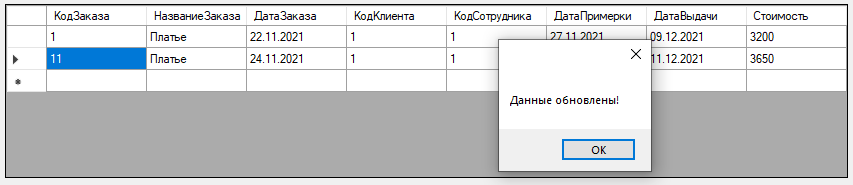 КодЗаказа НазваниеЗаказа ДатаЗаказа КодКлиента КодСотрудника ДатаПримерки ДатаВыдачи Стоимость
1 Платье 22.11.2021 1 1 27.11.2021 09.12.2021 3200
11 Платье 24.11.2021 1 1 11.12.2021 3650
Данные обновлены!
OK